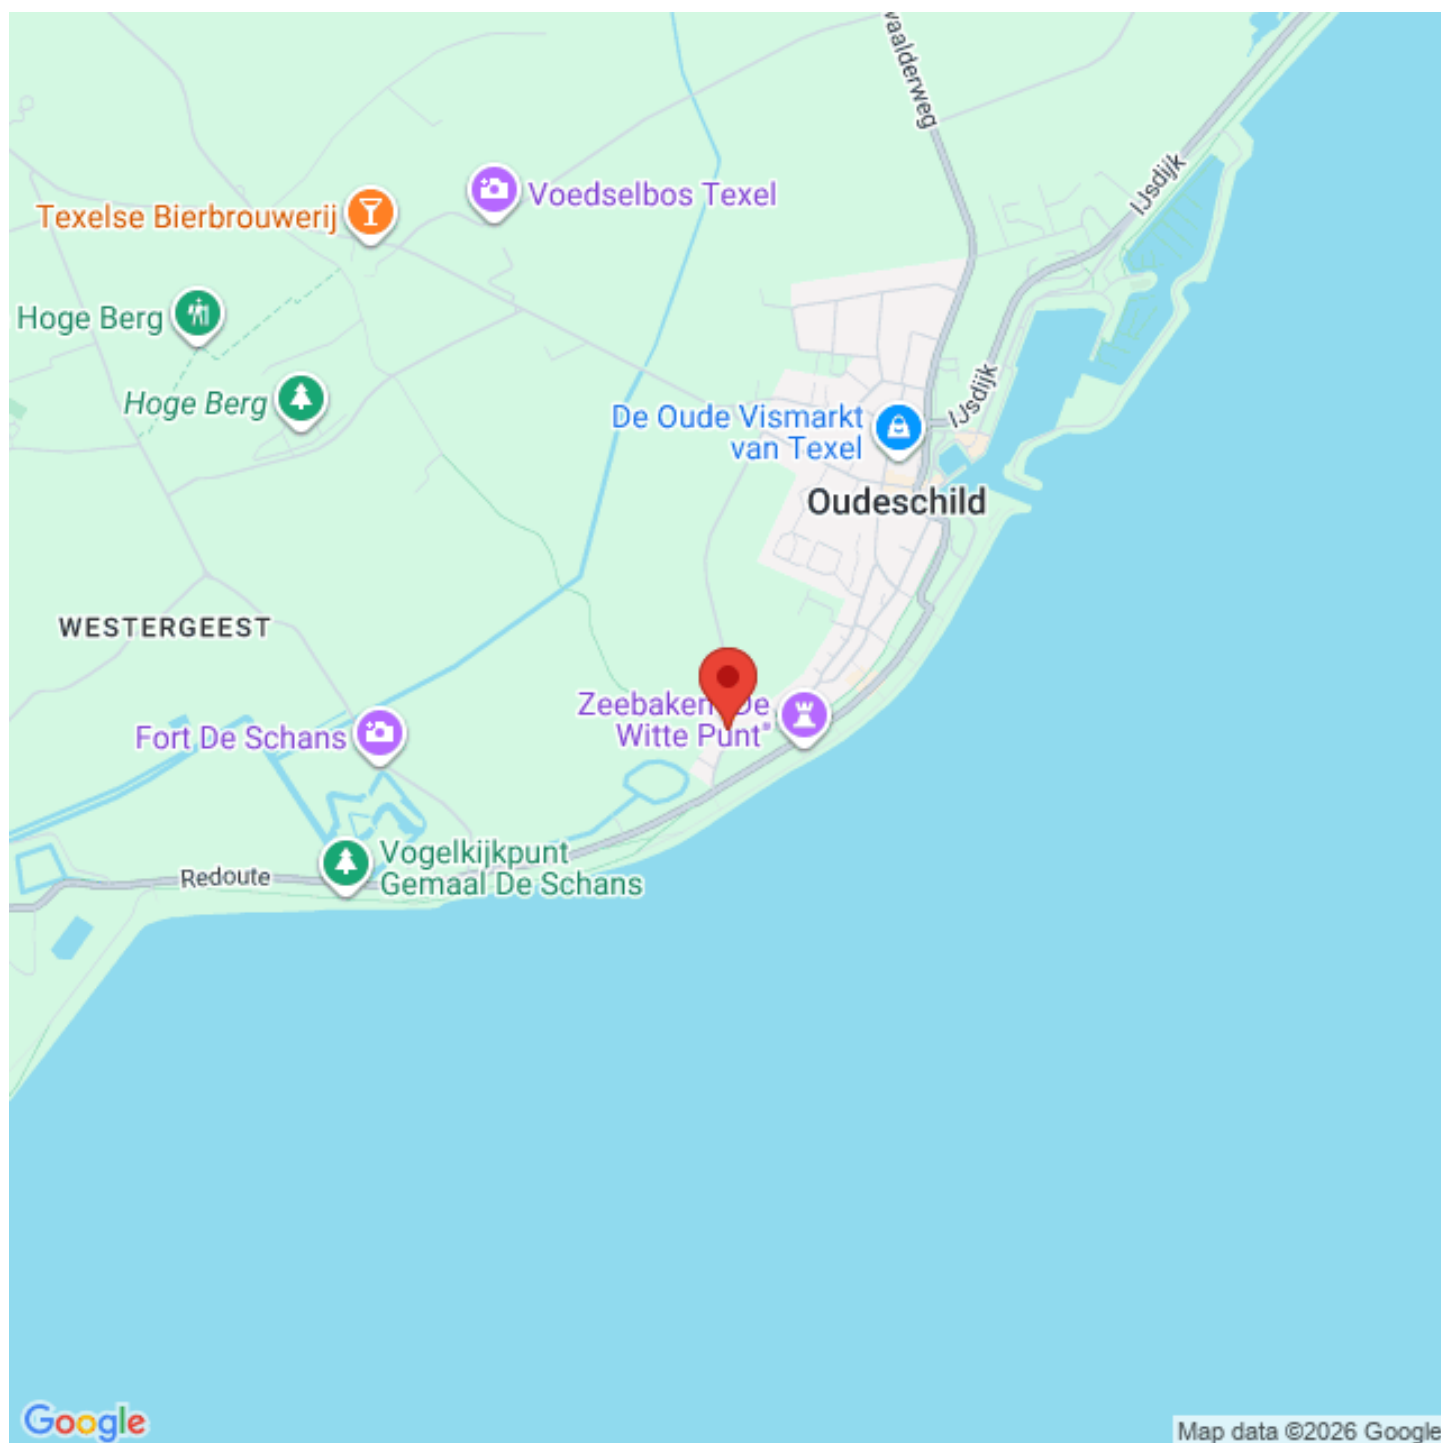 vaalderweg
IJsdijk
Voedselbos Texel
Texelse Bierbrouwerij
Hoge Berg
IJsdijk
Hoge Berg
De Oude Vismarkt
van Texel
Oudeschild
WESTERGEEST
Zeebaken "De
Witte Punt"
Fort De Schans
Vogelkijkpunt
Gemaal De Schans
Redoute
Google
Map data ©2026 Google